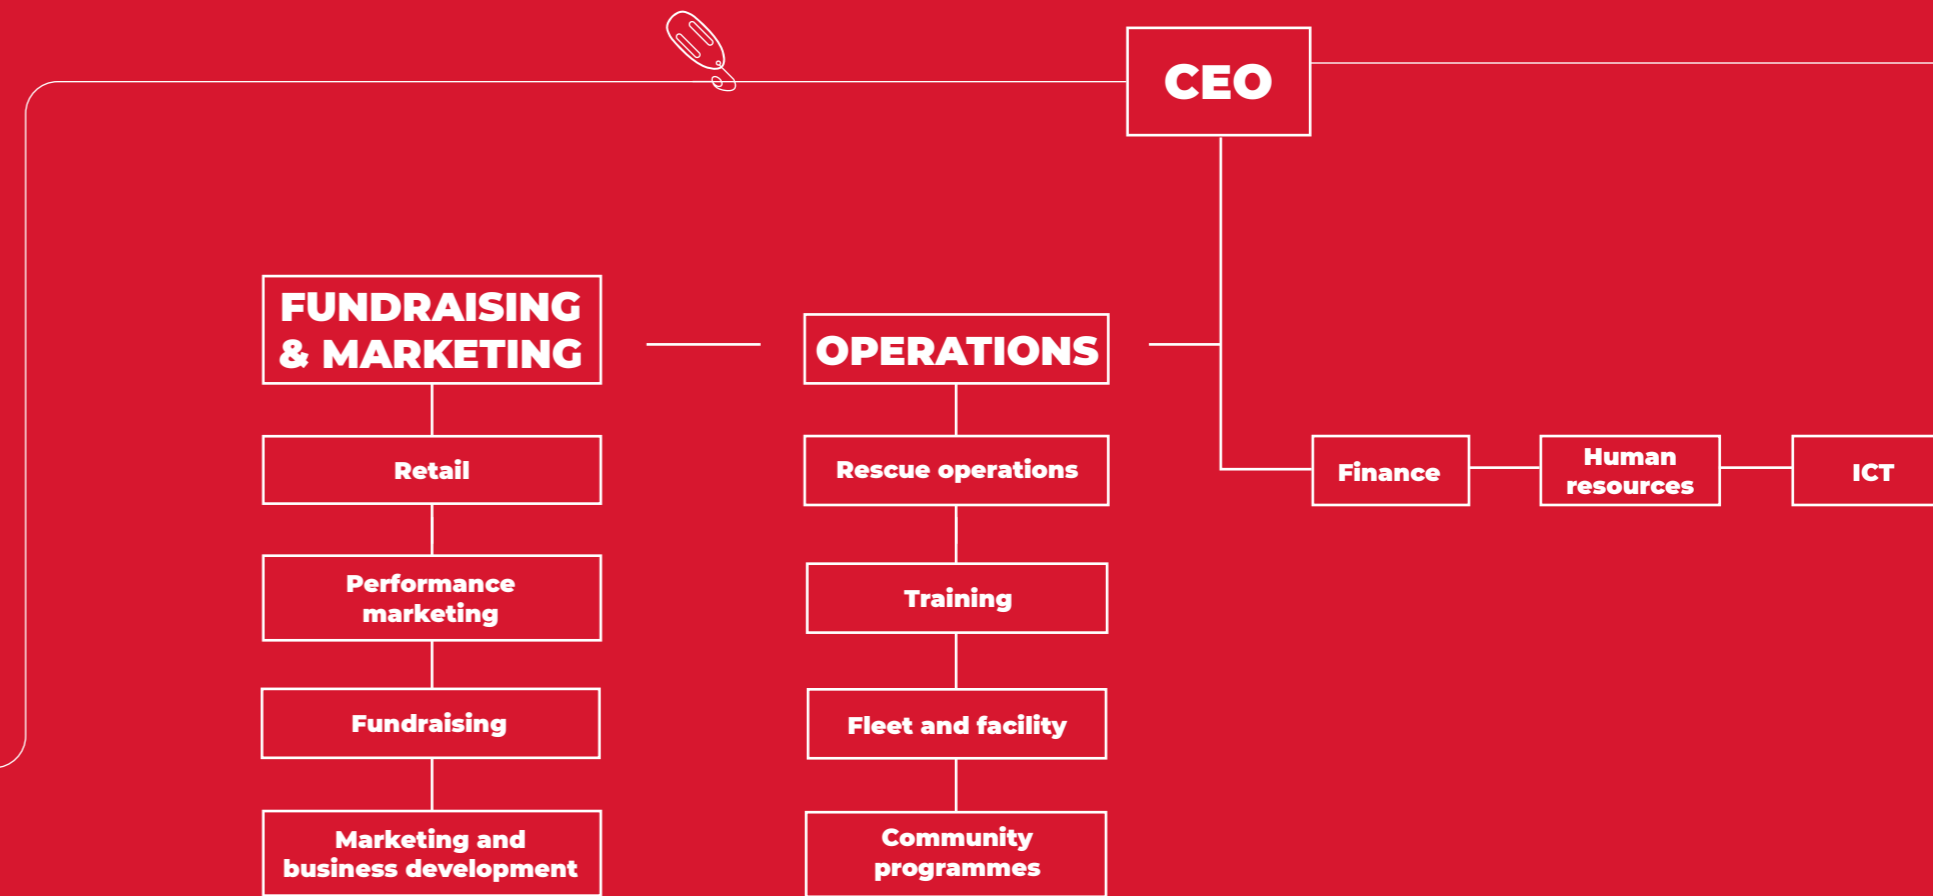 CEO
FUNDRAISING
& MARKETING
Retail
Performance
marketing
Fundraising
Marketing and
business development
OPERATIONS
Rescue operations
Training
Fleet and facility
Community
programmes
Finance
Human
resources
ICT